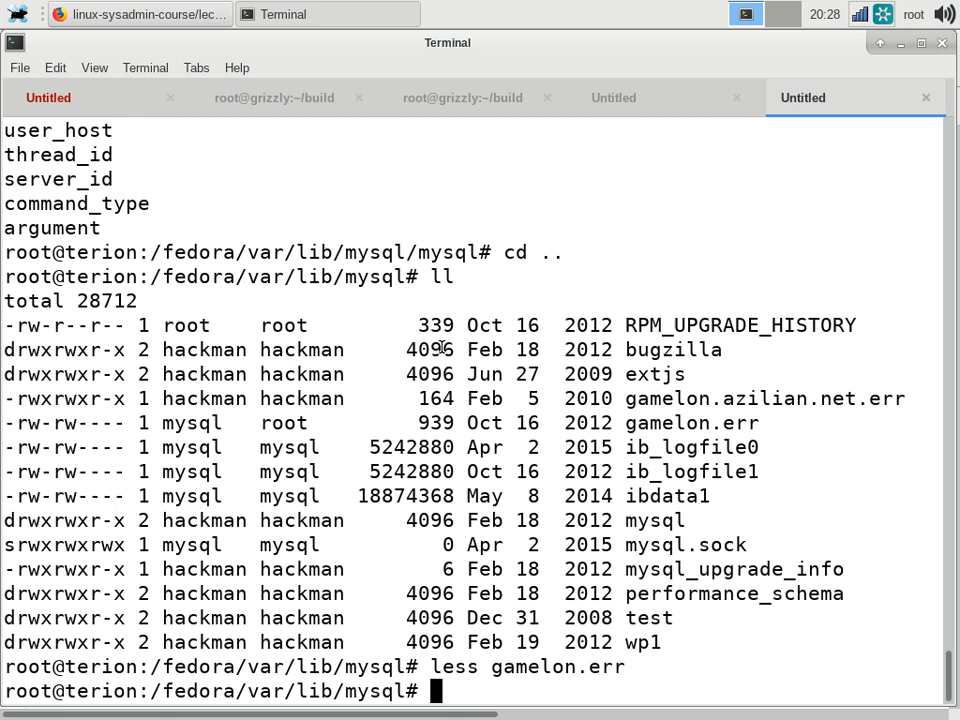 linux-sysadmin-course/lec...
Terminal
20:28
root
Terminal
File Edit View Terminal Tabs Help
Untitled
root@grizzly:~/build
root@grizzly:~/build
Untitled
Untitled
user_host
thread_id
server_id
command_type
argument
root@terion:/fedora/var/lib/mysql/mysql# cd ..
root@terion:/fedora/var/lib/mysql# ll
total 28712
-rw-r--r-- 1 root    root         339 Oct 16  2012 RPM_UPGRADE_HISTORY
drwxrwxr-x 2 hackman hackman     4096 Feb 18  2012 bugzilla
drwxrwxr-x 2 hackman hackman     4096 Jun 27  2009 extjs
-rwxrwxr-x 1 hackman hackman      164 Feb  5  2010 gamelon.azilian.net.err
-rw-rw---- 1 mysql   root         939 Oct 16  2012 gamelon.err
-rw-rw---- 1 mysql   mysql    5242880 Apr  2  2015 ib_logfile0
-rw-rw---- 1 mysql   mysql    5242880 Oct 16  2012 ib_logfile1
-rw-rw---- 1 mysql   mysql   18874368 May  8  2014 ibdata1
drwxrwxr-x 2 hackman hackman     4096 Feb 18  2012 mysql
srwxrwxrwx 1 mysql   mysql          0 Apr  2  2015 mysql.sock
-rwxrwxr-x 1 hackman hackman        6 Feb 18  2012 mysql_upgrade_info
drwxrwxr-x 2 hackman hackman     4096 Feb 18  2012 performance_schema
drwxrwxr-x 2 hackman hackman     4096 Dec 31  2008 test
drwxrwxr-x 2 hackman hackman     4096 Feb 19  2012 wp1
root@terion:/fedora/var/lib/mysql# less gamelon.err
root@terion:/fedora/var/lib/mysql#